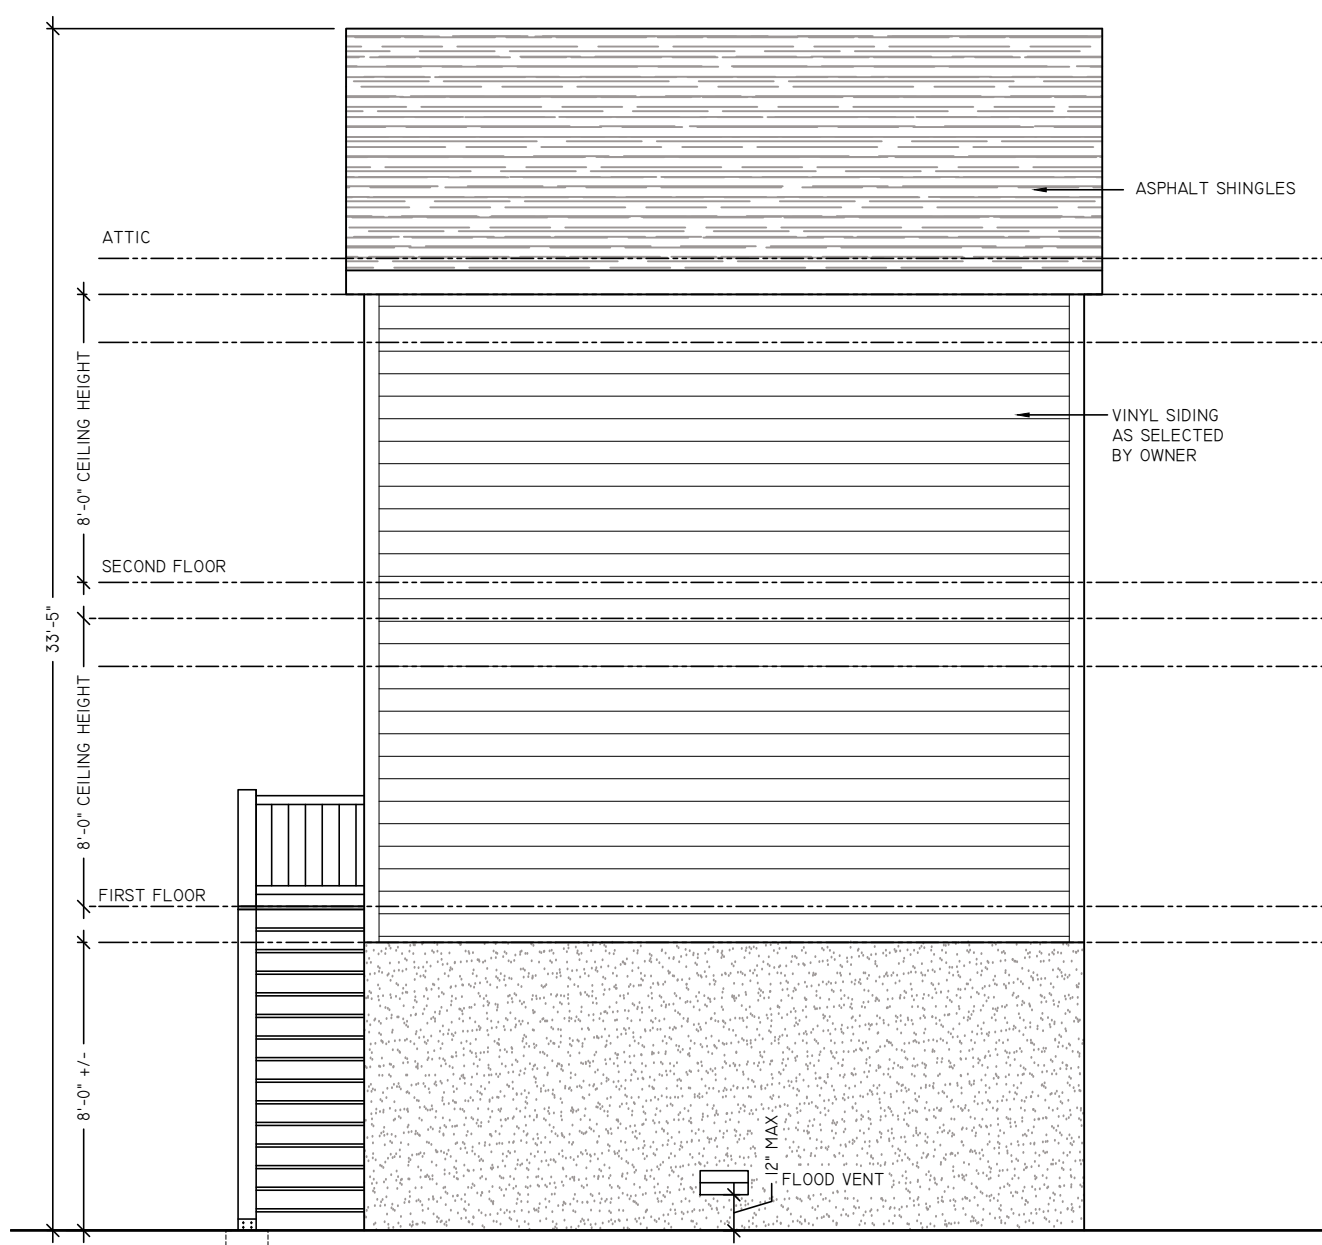 ASPHALT SHINGLES
ATTIC
8'-0" CEILING HEIGHT
VINYL SIDING
AS SELECTED
BY OWNER
SECOND FLOOR
33'-5"
8'-0" CEILING HEIGHT
FIRST FLOOR
8'-0" +/-
12" MAX
FLOOD VENT